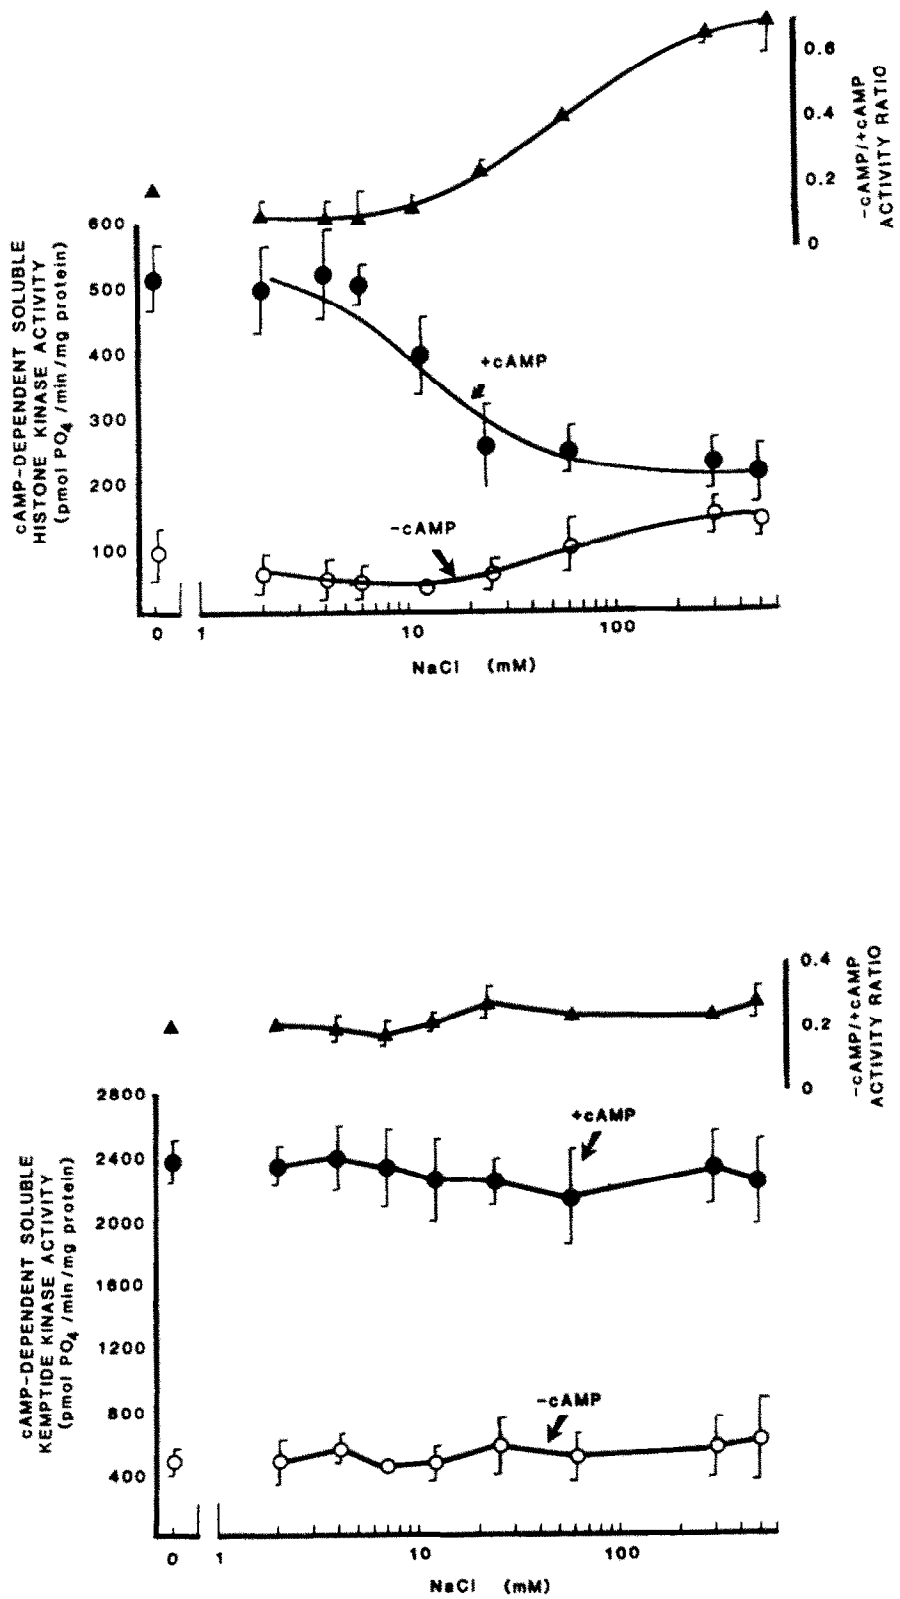 0.6
0.4
0.2
0
-cAMP/+cAMP
ACTIVITY RATIO
600
500
400
300
200
100
cAMP-DEPENDENT SOLUBLE
HISTONE KINASE ACTIVITY
(pmol PO4 /min/mg protein)
+cAMP
-cAMP
0 1 10 100
NaCl (mM)
0.4
0.2
0
-cAMP/+cAMP
ACTIVITY RATIO
2800
2400
2000
1600
1200
800
400
cAMP-DEPENDENT SOLUBLE
KEMPTIDE KINASE ACTIVITY
(pmol PO4 /min/mg protein)
+cAMP
-cAMP
0 1 10 100
NaCl (mM)